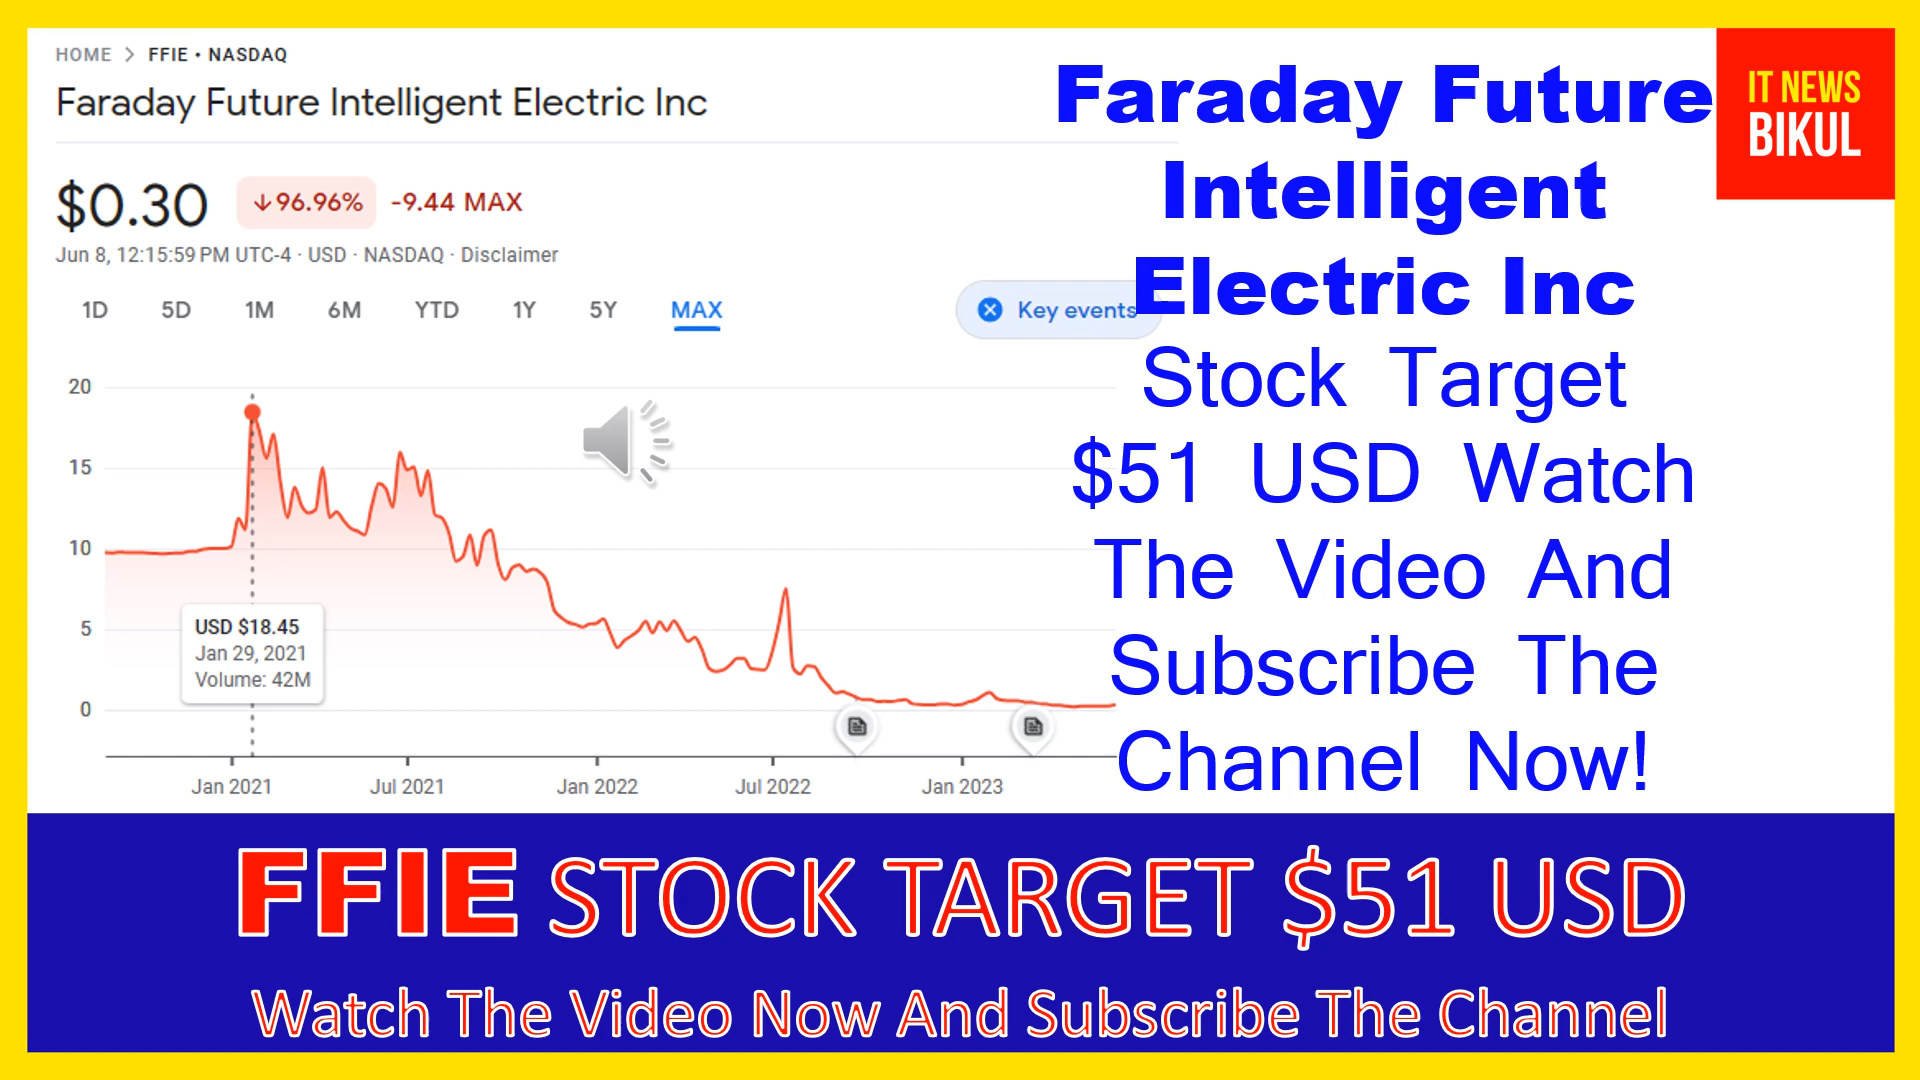 HOME > FFIE • NASDAQ
Faraday Future Intelligent Electric Inc
$0.30 ↓96.96% -9.44 MAX
Jun 8, 12:15:59 PM UTC-4 · USD · NASDAQ · Disclaimer
1D 5D 1M 6M YTD 1Y 5Y MAX
Key events
20
15
10
5
0
USD $18.45
Jan 29, 2021
Volume: 42M
Jan 2021 Jul 2021 Jan 2022 Jul 2022 Jan 2023
Faraday Future
Intelligent
Electric Inc
Stock Target
$51 USD Watch
The Video And
Subscribe The
Channel Now!
IT NEWS
BIKUL
FFIE STOCK TARGET $51 USD
Watch The Video Now And Subscribe The Channel